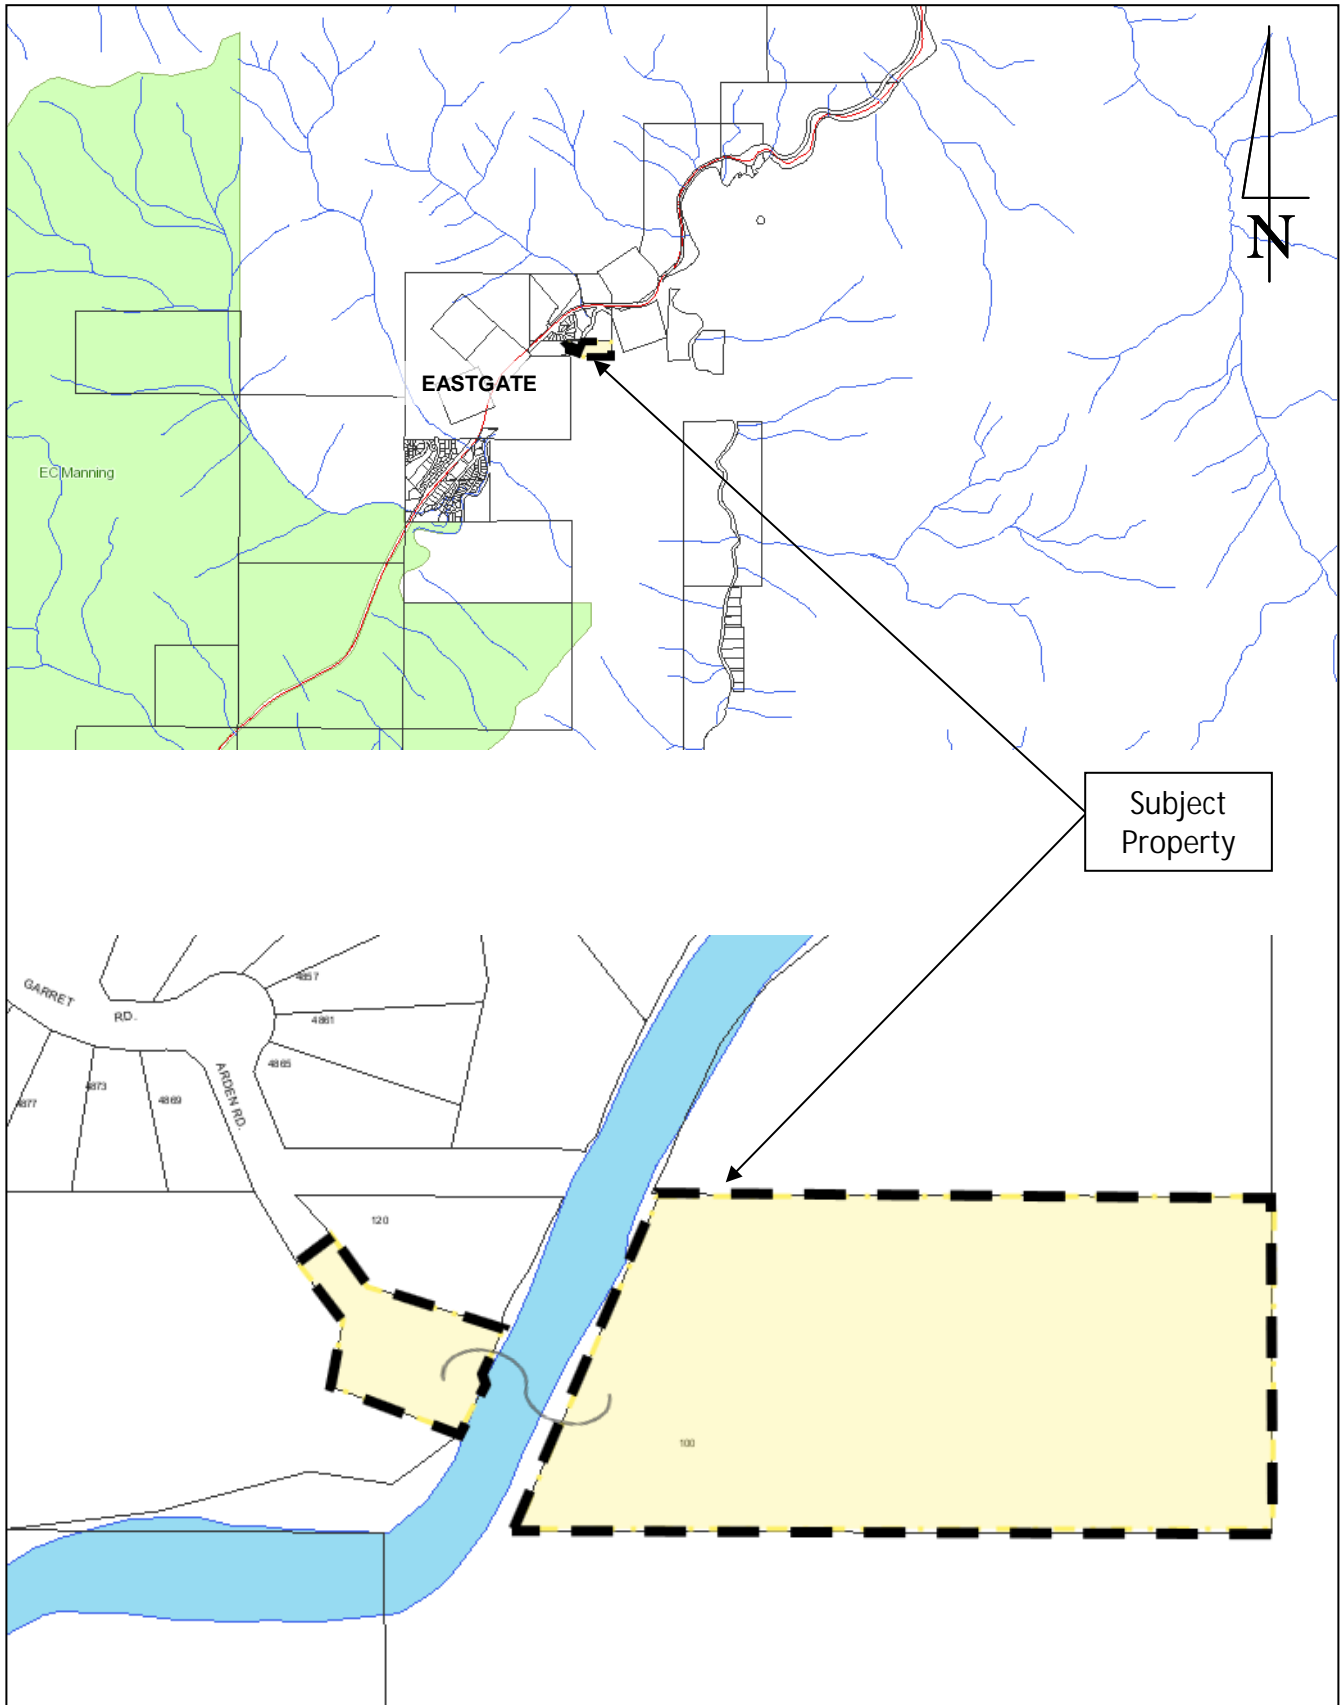 N
EASTGATE
EC Manning
Subject
Property
GARRET
RD.
4857
4861
4865
ARDEN RD.
4877
4873
4869
120
100